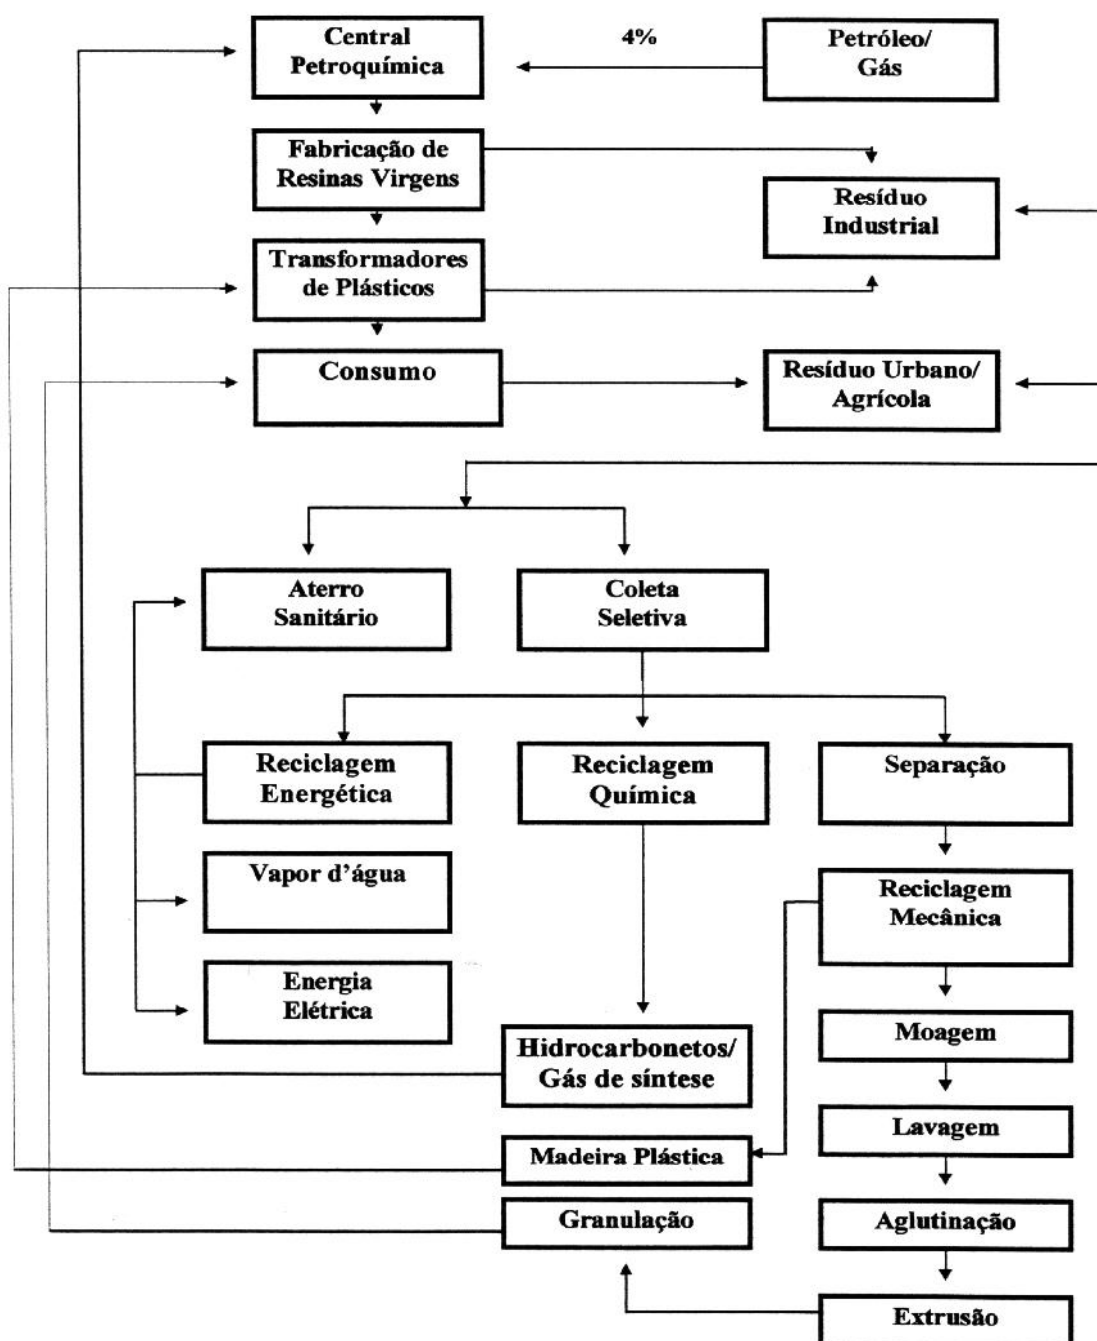 Central
Petroquímica
4%
Petróleo/
Gás
Fabricação de
Resinas Virgens
Resíduo
Industrial
Transformadores
de Plásticos
Consumo
Resíduo Urbano/
Agrícola
Aterro
Sanitário
Coleta
Seletiva
Reciclagem
Energética
Reciclagem
Química
Separação
Vapor d’água
Reciclagem
Mecânica
Energia
Elétrica
Hidrocarbonetos/
Gás de síntese
Moagem
Lavagem
Madeira Plástica
Granulação
Aglutinação
Extrusão